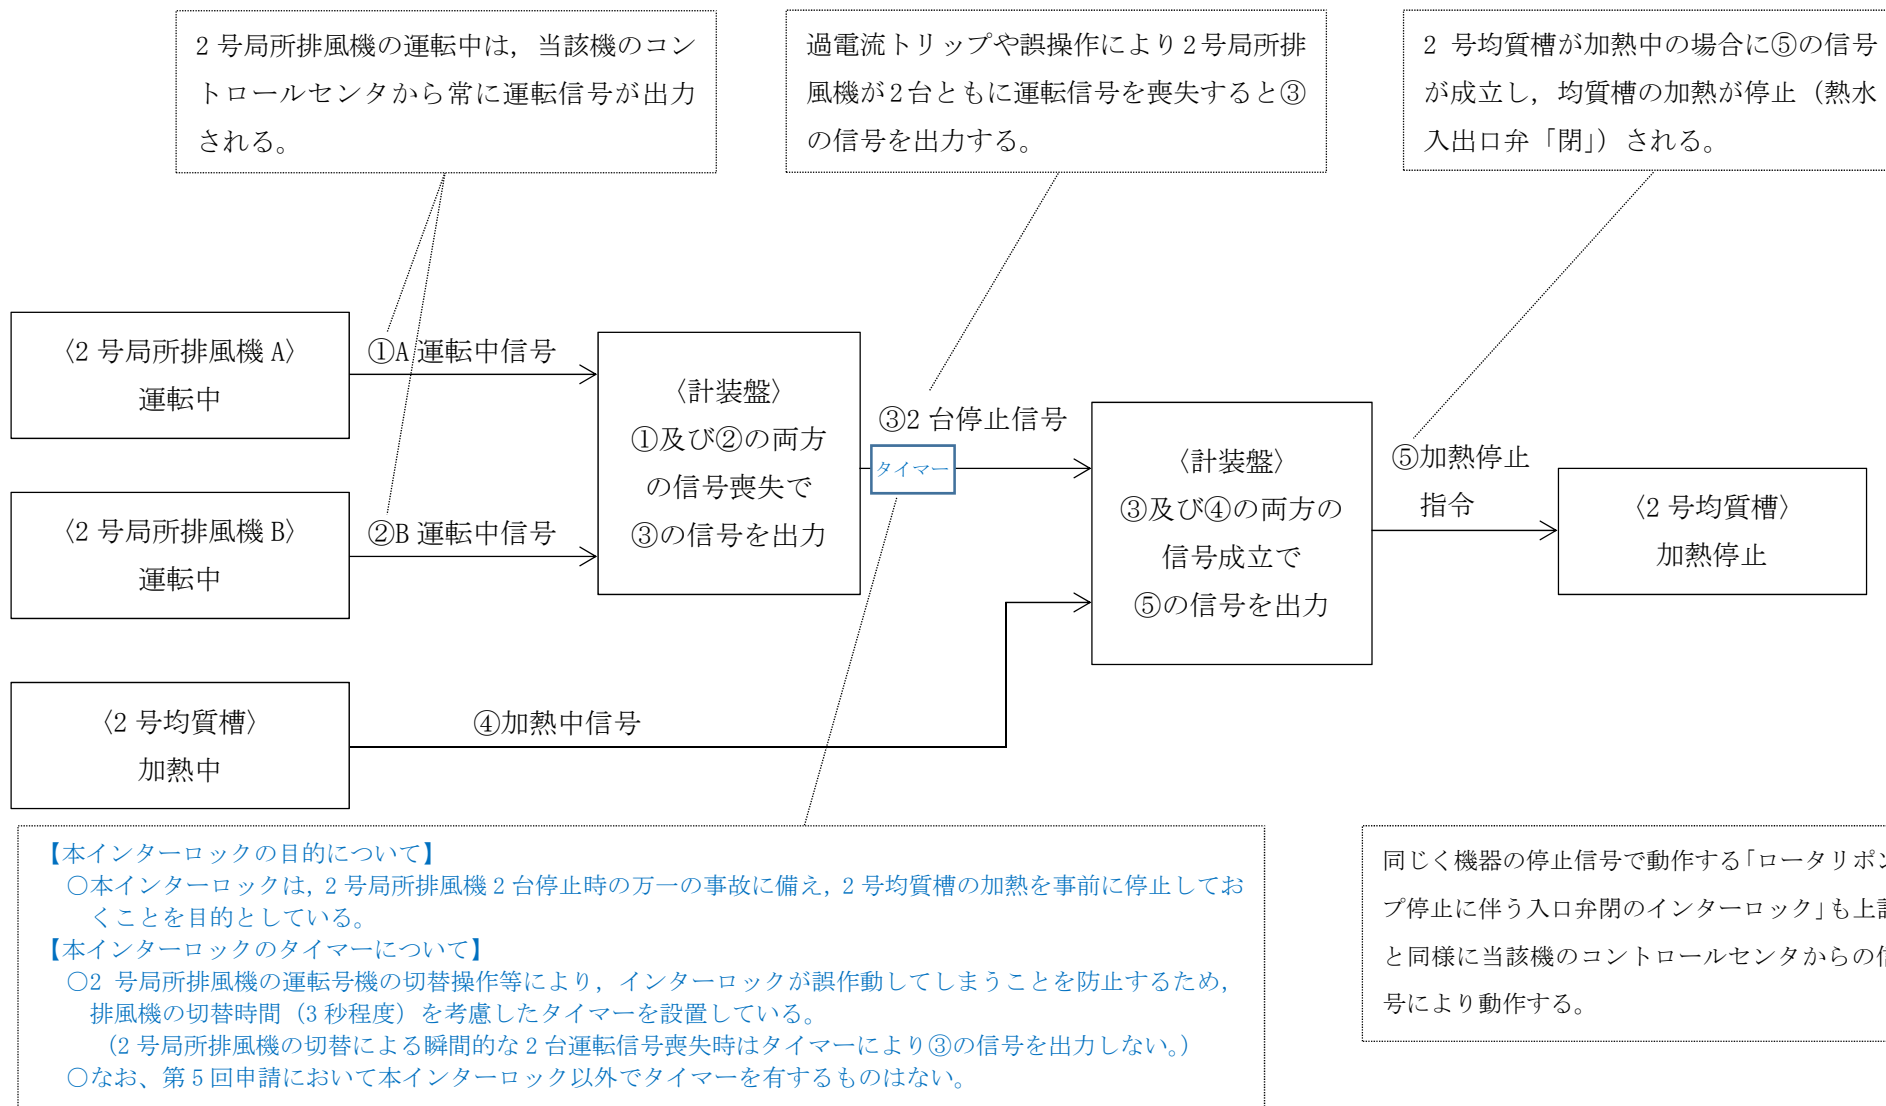 2 号局所排風機の運転中は，当該機のコン
トロールセンタから常に運転信号が出力
される。
過電流トリップや誤操作により 2 号局所排
風機が 2 台ともに運転信号を喪失すると③
の信号を出力する。
2 号均質槽が加熱中の場合に⑤の信号
が成立し，均質槽の加熱が停止（熱水
入出口弁「閉」）される。
〈2 号局所排風機 A〉
運転中
①A 運転中信号
〈2 号局所排風機 B〉
運転中
②B 運転中信号
〈計装盤〉
①及び②の両方
の信号喪失で
③の信号を出力
③2 台停止信号
タイマー
〈計装盤〉
③及び④の両方の
信号成立で
⑤の信号を出力
⑤加熱停止
指令
〈2 号均質槽〉
加熱停止
〈2 号均質槽〉
加熱中
④加熱中信号
【本インターロックの目的について】
○本インターロックは，2 号局所排風機 2 台停止時の万一の事故に備え，2 号均質槽の加熱を事前に停止してお
くことを目的としている。
【本インターロックのタイマーについて】
○2 号局所排風機の運転号機の切替操作等により，インターロックが誤作動してしまうことを防止するため，
排風機の切替時間（3 秒程度）を考慮したタイマーを設置している。
（2 号局所排風機の切替による瞬間的な 2 台運転信号喪失時はタイマーにより③の信号を出力しない。）
○なお、第 5 回申請において本インターロック以外でタイマーを有するものはない。
同じく機器の停止信号で動作する「ロータリポン
プ停止に伴う入口弁閉のインターロック」も上記
と同様に当該機のコントロールセンタからの信
号により動作する。